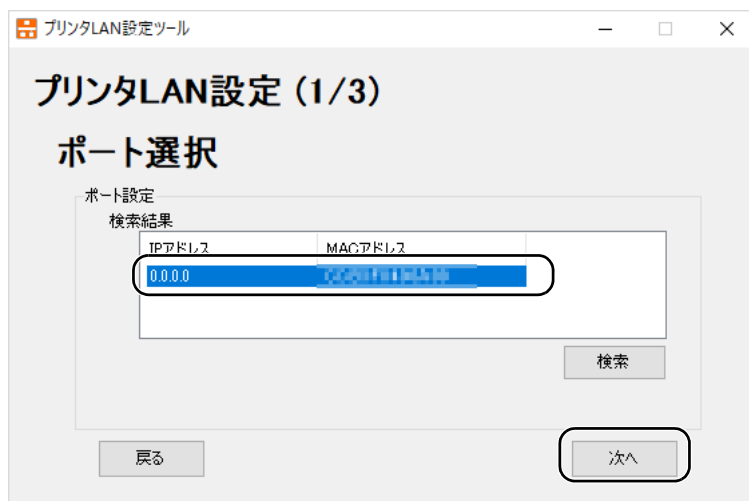 プリンタLAN設定ツール
プリンタLAN設定 (1/3)
ポート選択
ポート設定
検索結果
IPアドレス MACアドレス
0.0.0.0
検索
戻る 次へ